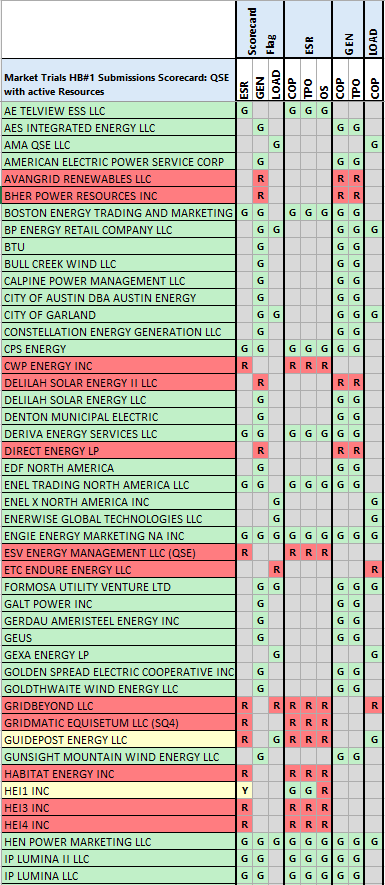 Scorecard Flag ESR GEN LOAD
Market Trials HB#1 Submissions Scorecard: QSE with active Resources ESR GEN LOAD COP TPO OS COP TPO COP
AE TELVIEW ESS LLC G G G G
AES INTEGRATED ENERGY LLC G G G
AMA QSE LLC G G
AMERICAN ELECTRIC POWER SERVICE CORP G G G
AVANGRID RENEWABLES LLC R R R
BHER POWER RESOURCES INC R R R
BOSTON ENERGY TRADING AND MARKETING G G G G G G G
BP ENERGY RETAIL COMPANY LLC G G G G G
BTU G G G
BULL CREEK WIND LLC G G G
CALPINE POWER MANAGEMENT LLC G G G
CITY OF AUSTIN DBA AUSTIN ENERGY G G G
CITY OF GARLAND G G G G G
CONSTELLATION ENERGY GENERATION LLC G G G
CPS ENERGY G G G G G G G
CWP ENERGY INC R R R R
DELILAH SOLAR ENERGY II LLC R R R
DELILAH SOLAR ENERGY LLC G G G
DENTON MUNICIPAL ELECTRIC G G G
DERIVA ENERGY SERVICES LLC G G G G G G G
DIRECT ENERGY LP R R R
EDF NORTH AMERICA G G G
ENEL TRADING NORTH AMERICA LLC G G G G G G G
ENEL X NORTH AMERICA INC G G
ENERWISE GLOBAL TECHNOLOGIES LLC G G
ENGIE ENERGY MARKETING NA INC G G G G G G G G G
ESV ENERGY MANAGEMENT LLC (QSE) R R R R
ETC ENDURE ENERGY LLC R R
FORMOSA UTILITY VENTURE LTD G G G G G
GALT POWER INC G G G
GERDAU AMERISTEEL ENERGY INC G G G
GEUS G G G
GEXA ENERGY LP G G
GOLDEN SPREAD ELECTRIC COOPERATIVE INC G G G
GOLDTHWAITE WIND ENERGY LLC G G G
GRIDBEYOND LLC R R R R R R
GRIDMATIC EQUISETUM LLC (SQ4) R R R R
GUIDEPOST ENERGY LLC R G R R R G
GUNSIGHT MOUNTAIN WIND ENERGY LLC G G G
HABITAT ENERGY INC R R R R
HEI1 INC Y G G R
HEI3 INC R R R R
HEI4 INC R R R R
HEN POWER MARKETING LLC G G G G G G G G G
IP LUMINA II LLC G G G G G G G
IP LUMINA LLC G G G G G G G